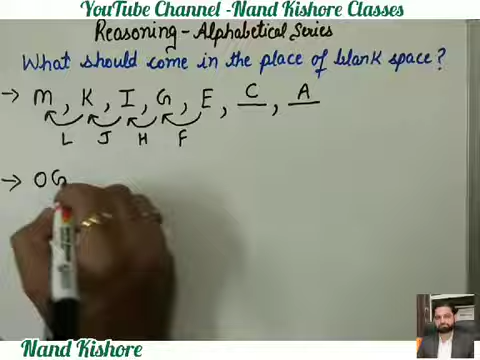 YouTube Channel -Nand Kishore Classes
Reasoning - Alphabetical Series
What should come in the place of blank space?
→ M, K, I, G, E, C, A
L J H F
→ OG
Nand Kishore